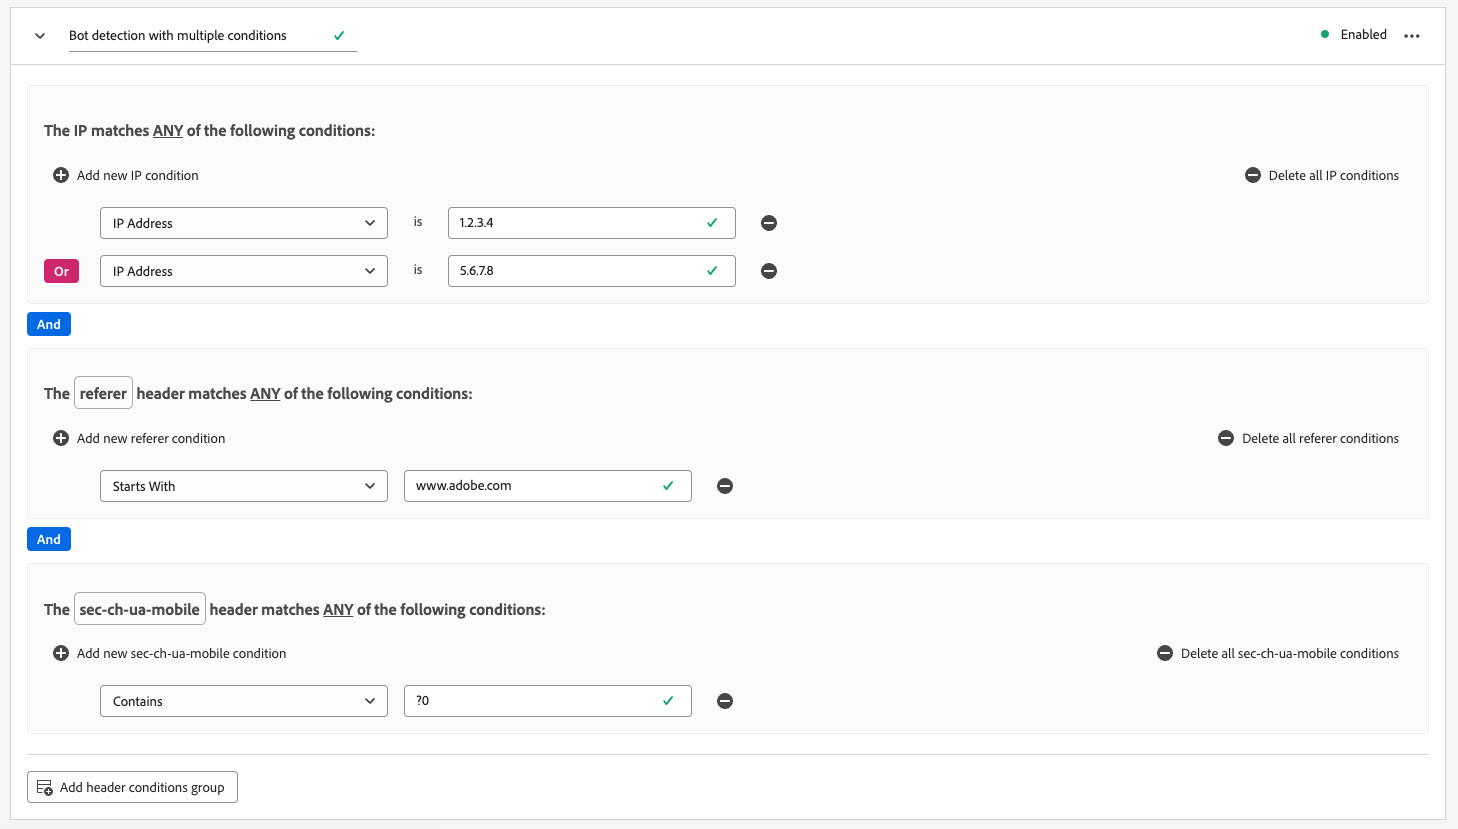 Bot detection with multiple conditions
Enabled
The IP matches ANY of the following conditions:
Add new IP condition
Delete all IP conditions
IP Address is 1.2.3.4
Or IP Address is 5.6.7.8
And
The referer header matches ANY of the following conditions:
Add new referer condition
Delete all referer conditions
Starts With www.adobe.com
And
The sec-ch-ua-mobile header matches ANY of the following conditions:
Add new sec-ch-ua-mobile condition
Delete all sec-ch-ua-mobile conditions
Contains ?0
Add header conditions group